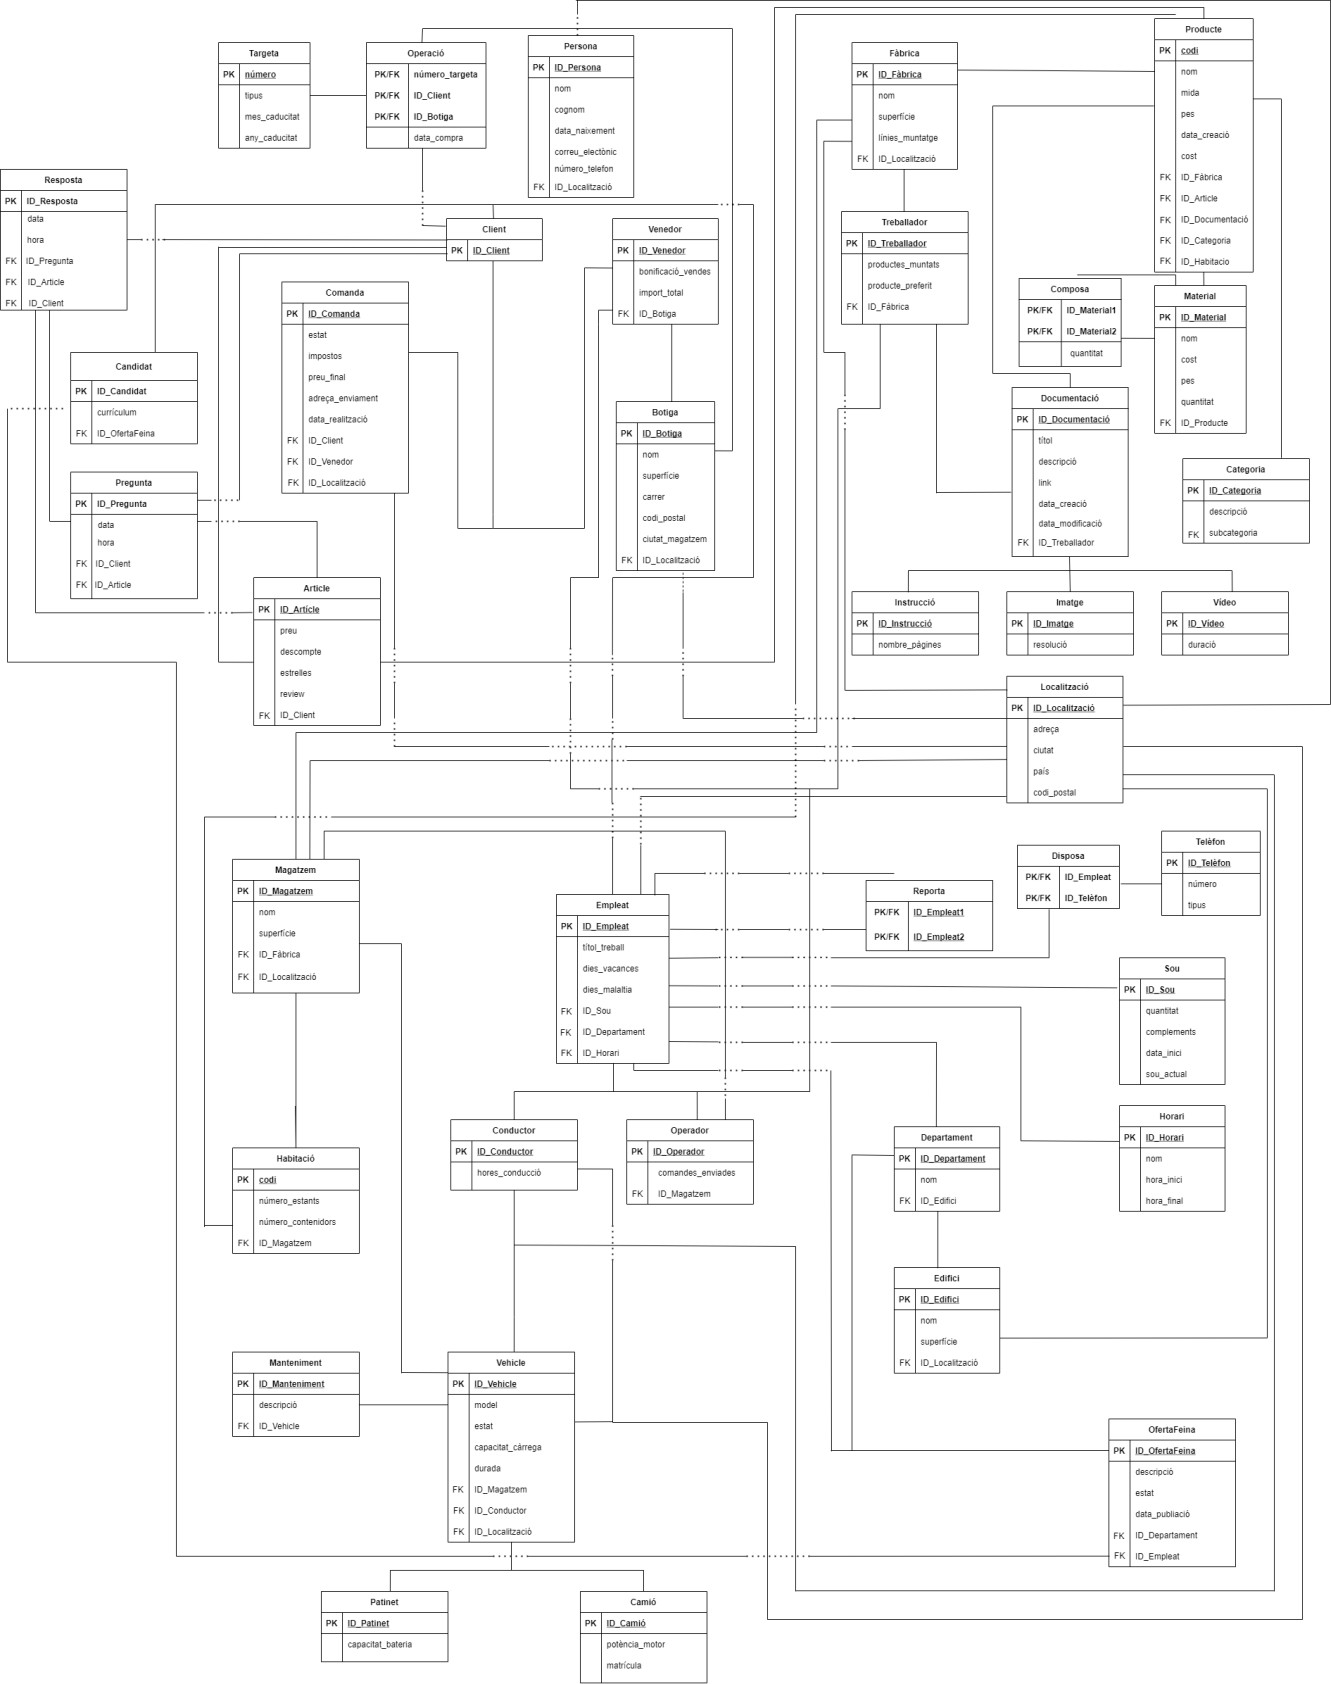 Targeta
PK número
tipus
mes_caducitat
any_caducitat
Operació
PK/FK número_targeta
PK/FK ID_Client
PK/FK ID_Botiga
data_compra
Persona
PK ID_Persona
nom
cognom
data_naixement
correu_electònic
número_telefon
FK ID_Localització
Fàbrica
PK ID_Fàbrica
nom
superfície
línies_muntatge
FK ID_Localització
Producte
PK codi
nom
mida
pes
data_creació
cost
FK ID_Fàbrica
FK ID_Article
FK ID_Documentació
FK ID_Categoria
FK ID_Habitacio
Resposta
PK ID_Resposta
data
hora
FK ID_Pregunta
FK ID_Article
FK ID_Client
Client
PK ID_Client
Venedor
PK ID_Venedor
bonificació_vendes
import_total
FK ID_Botiga
Treballador
PK ID_Treballador
productes_muntats
producte_preferit
FK ID_Fàbrica
Comanda
PK ID_Comanda
estat
impostos
preu_final
adreça_enviament
data_realització
FK ID_Client
FK ID_Venedor
FK ID_Localització
Composa
PK/FK ID_Material1
PK/FK ID_Material2
quantitat
Material
PK ID_Material
nom
cost
pes
quantitat
FK ID_Producte
Candidat
PK ID_Candidat
currículum
FK ID_OfertaFeina
Botiga
PK ID_Botiga
nom
superfície
carrer
codi_postal
ciutat_magatzem
FK ID_Localització
Documentació
PK ID_Documentació
títol
descripció
link
data_creació
data_modificació
FK ID_Treballador
Categoria
PK ID_Categoria
descripció
FK subcategoria
Pregunta
PK ID_Pregunta
data
hora
FK ID_Client
FK ID_Article
Article
PK ID_Article
preu
descompte
estrelles
review
FK ID_Client
Instrucció
PK ID_Instrucció
nombre_pàgines
Imatge
PK ID_Imatge
resolució
Vídeo
PK ID_Vídeo
duració
Localització
PK ID_Localització
adreça
ciutat
país
codi_postal
Magatzem
PK ID_Magatzem
nom
superfície
FK ID_Fàbrica
FK ID_Localització
Empleat
PK ID_Empleat
títol_treball
dies_vacances
dies_malaltia
FK ID_Sou
FK ID_Departament
FK ID_Horari
Reporta
PK/FK ID_Empleat1
PK/FK ID_Empleat2
Disposa
PK/FK ID_Empleat
PK/FK ID_Telèfon
Telèfon
PK ID_Telèfon
número
tipus
Sou
PK ID_Sou
quantitat
complements
data_inici
sou_actual
Horari
PK ID_Horari
nom
hora_inici
hora_final
Conductor
PK ID_Conductor
hores_conducció
Operador
PK ID_Operador
comandes_enviades
FK ID_Magatzem
Departament
PK ID_Departament
nom
FK ID_Edifici
Habitació
PK codi
número_estants
número_contenidors
FK ID_Magatzem
Edifici
PK ID_Edifici
nom
superfície
FK ID_Localització
Manteniment
PK ID_Manteniment
descripció
FK ID_Vehicle
Vehicle
PK ID_Vehicle
model
estat
capacitat_càrrega
durada
FK ID_Magatzem
FK ID_Conductor
FK ID_Localització
OfertaFeina
PK ID_OfertaFeina
descripció
estat
data_publiació
FK ID_Departament
FK ID_Empleat
Patinet
PK ID_Patinet
capacitat_bateria
Camió
PK ID_Camió
potència_motor
matrícula